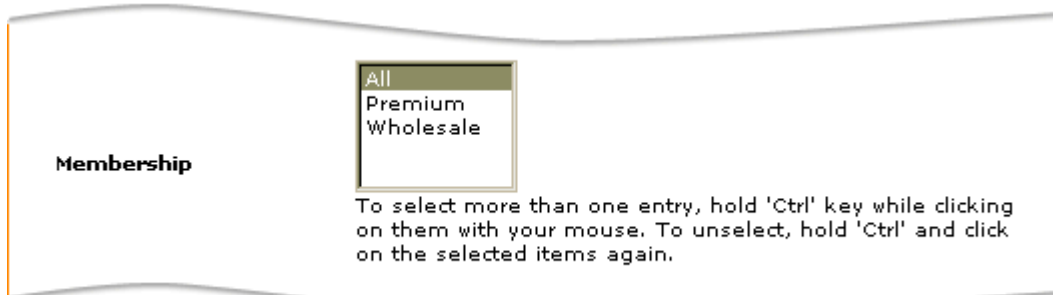 All
Premium
Wholesale
Membership
To select more than one entry, hold 'Ctrl' key while clicking
on them with your mouse. To unselect, hold 'Ctrl' and click
on the selected items again.